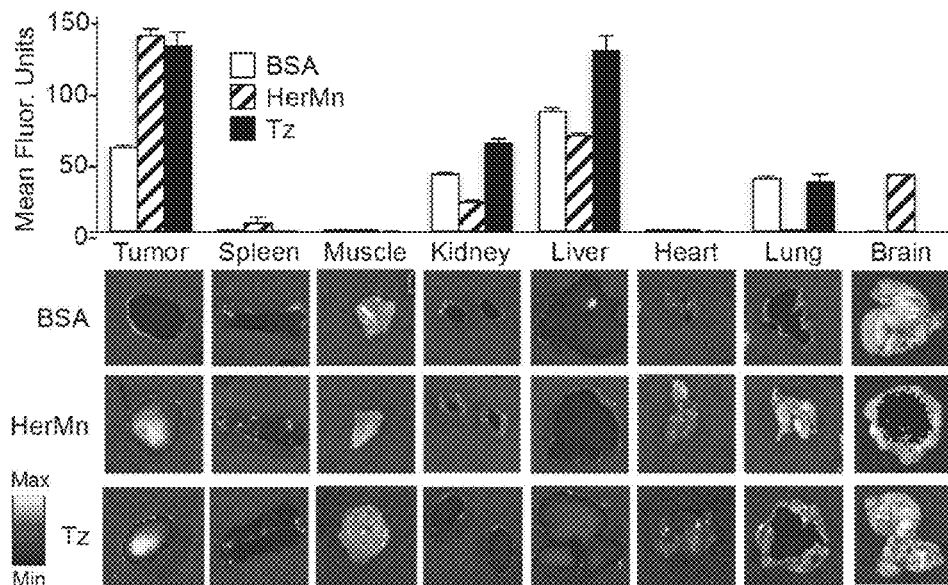 150
100
50
0
Mean Fluor. Units
BSA
HerMn
Tz
Tumor Spleen Muscle Kidney Liver Heart Lung Brain
BSA
HerMn
Tz
Max
Min